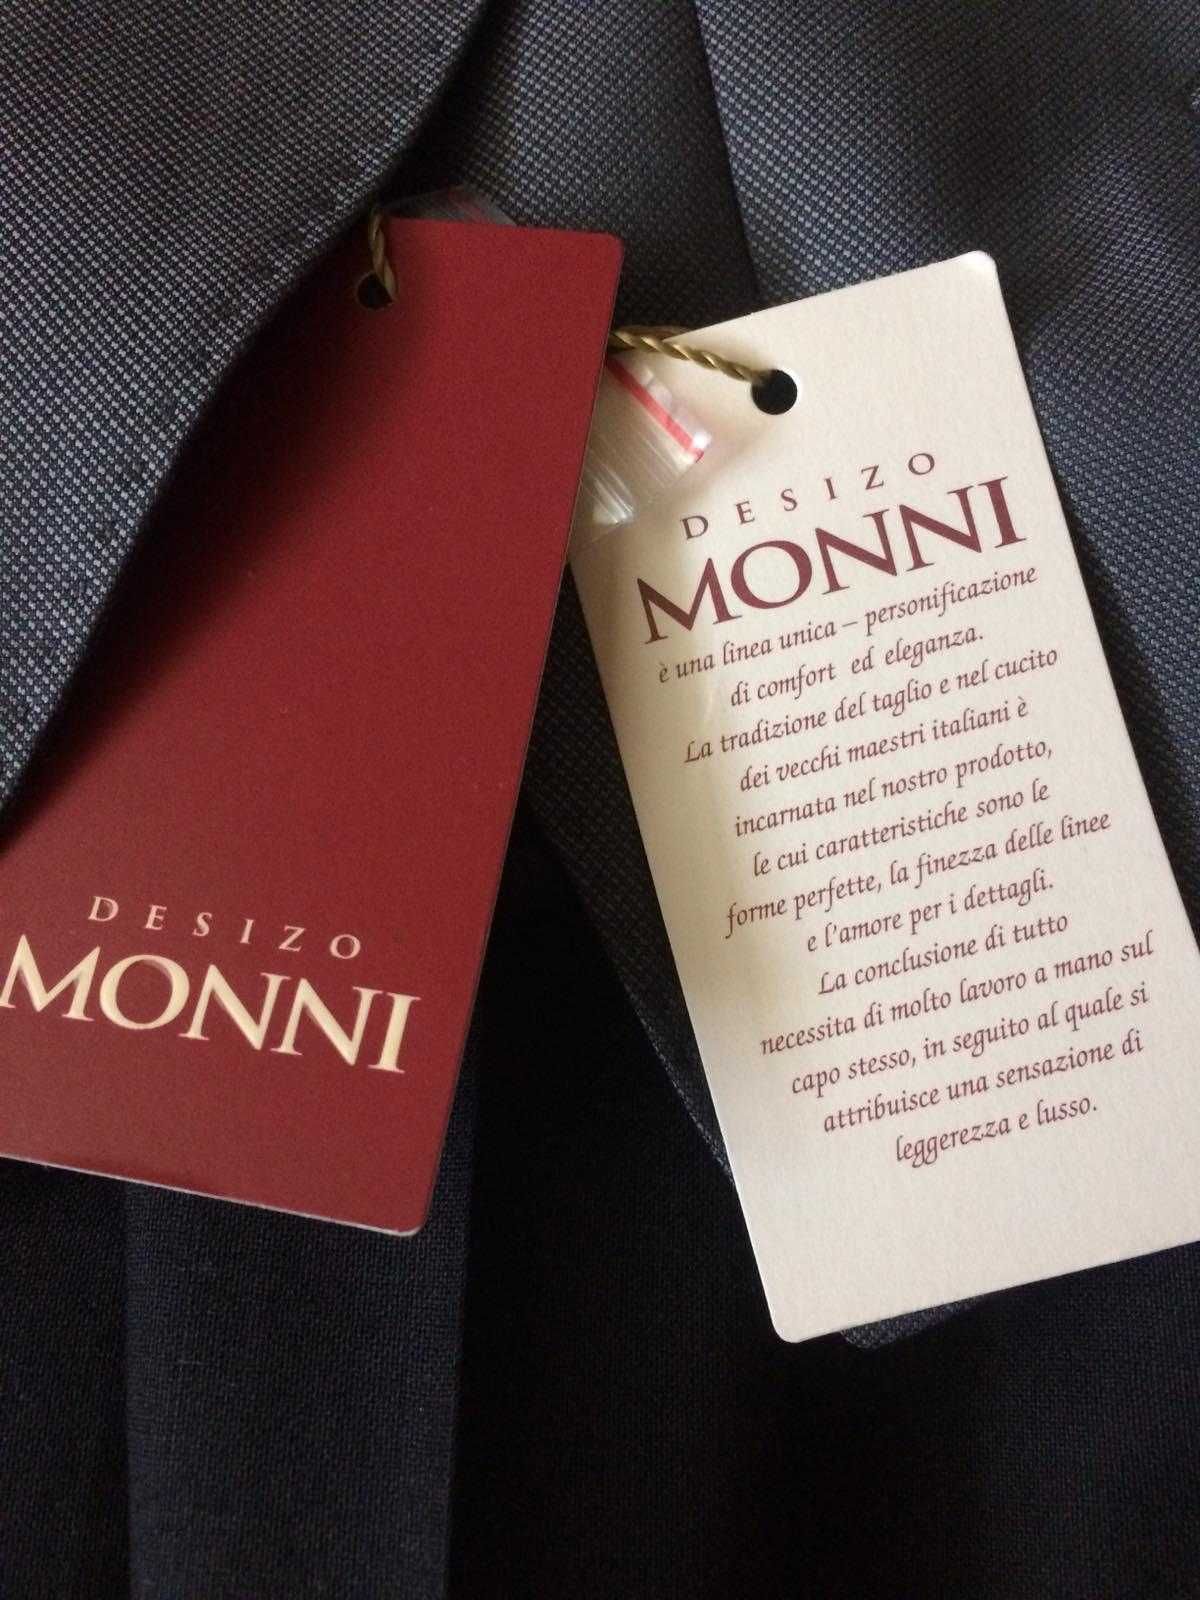 DESIZO
MONNI
DESIZO
MONNI
è una linea unica – personificazione
di comfort ed eleganza.
La tradizione del taglio e nel cucito
dei vecchi maestri italiani è
incarnata nel nostro prodotto,
le cui caratteristiche sono le
forme perfette, la finezza delle linee
e l'amore per i dettagli.
La conclusione di tutto
necessita di molto lavoro a mano sul
capo stesso, in seguito al quale si
attribuisce una sensazione di
leggerezza e lusso.